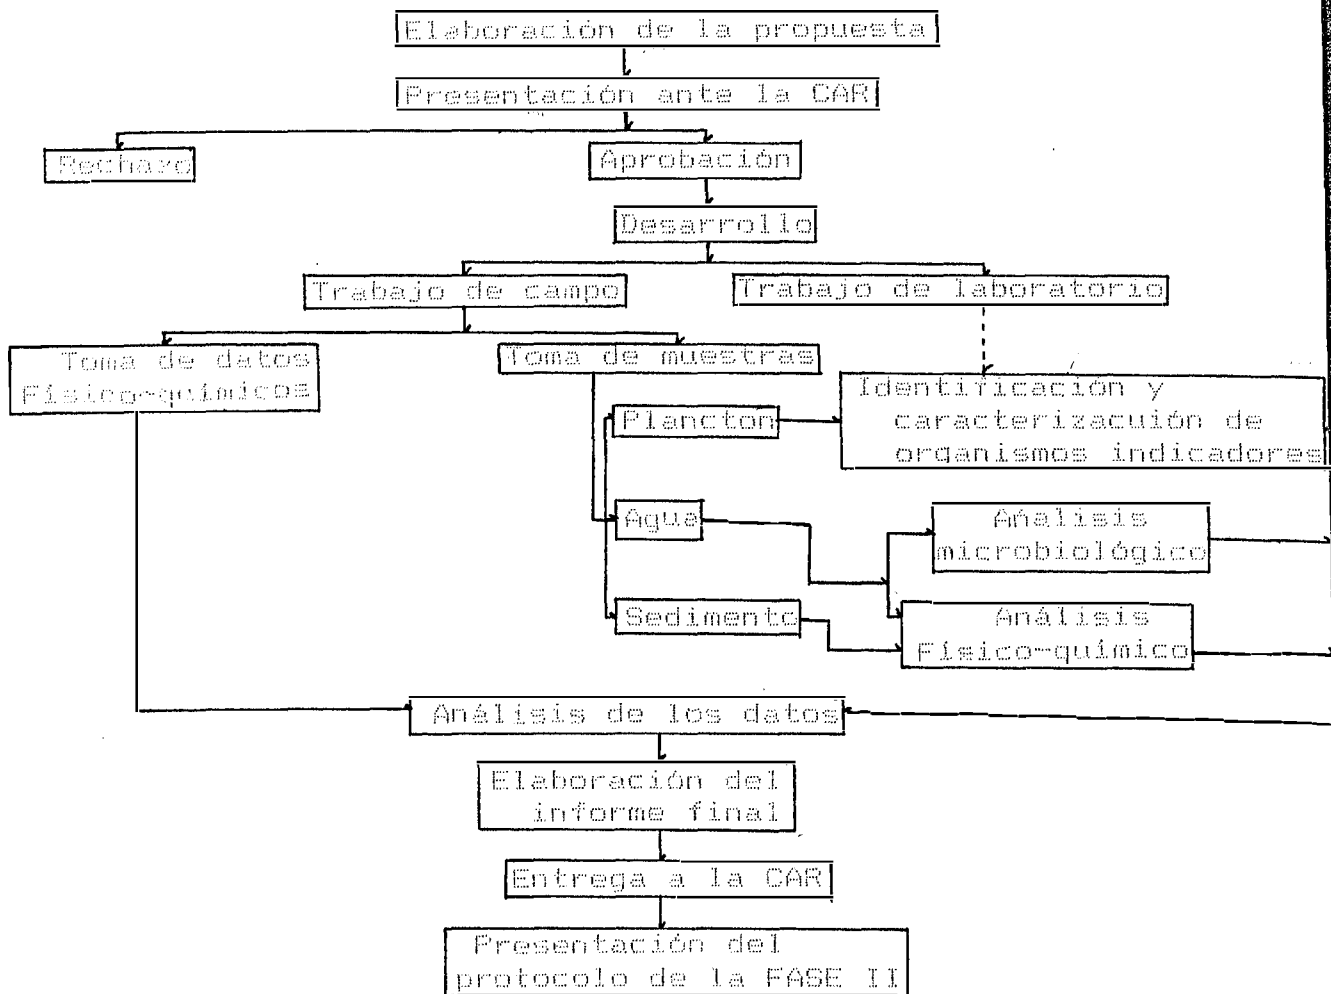 Elaboración de la propuesta
Presentación ante la CAR
Rechazo
Aprobación
Desarrollo
Trabajo de campo
Trabajo de laboratorio
Toma de datos
Físico-químicos
Toma de muestras
Plancton
Identificación y
caracterizacuión de
organismos indicadores
Agua
Añalisis
microbiológico
Sedimento
Análisis
Físico-químico
Análisis de los datos
Elaboración del
informe final
Entrega a la CAR
Presentación del
protocolo de la FASE II